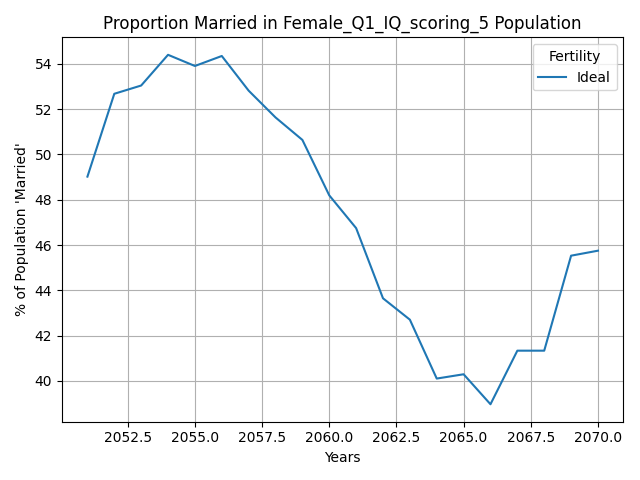 Proportion Married in Female_Q1_IQ_scoring_5 Population
Fertility
Ideal
% of Population 'Married'
54
52
50
48
46
44
42
40
2052.5 2055.0 2057.5 2060.0 2062.5 2065.0 2067.5 2070.0
Years